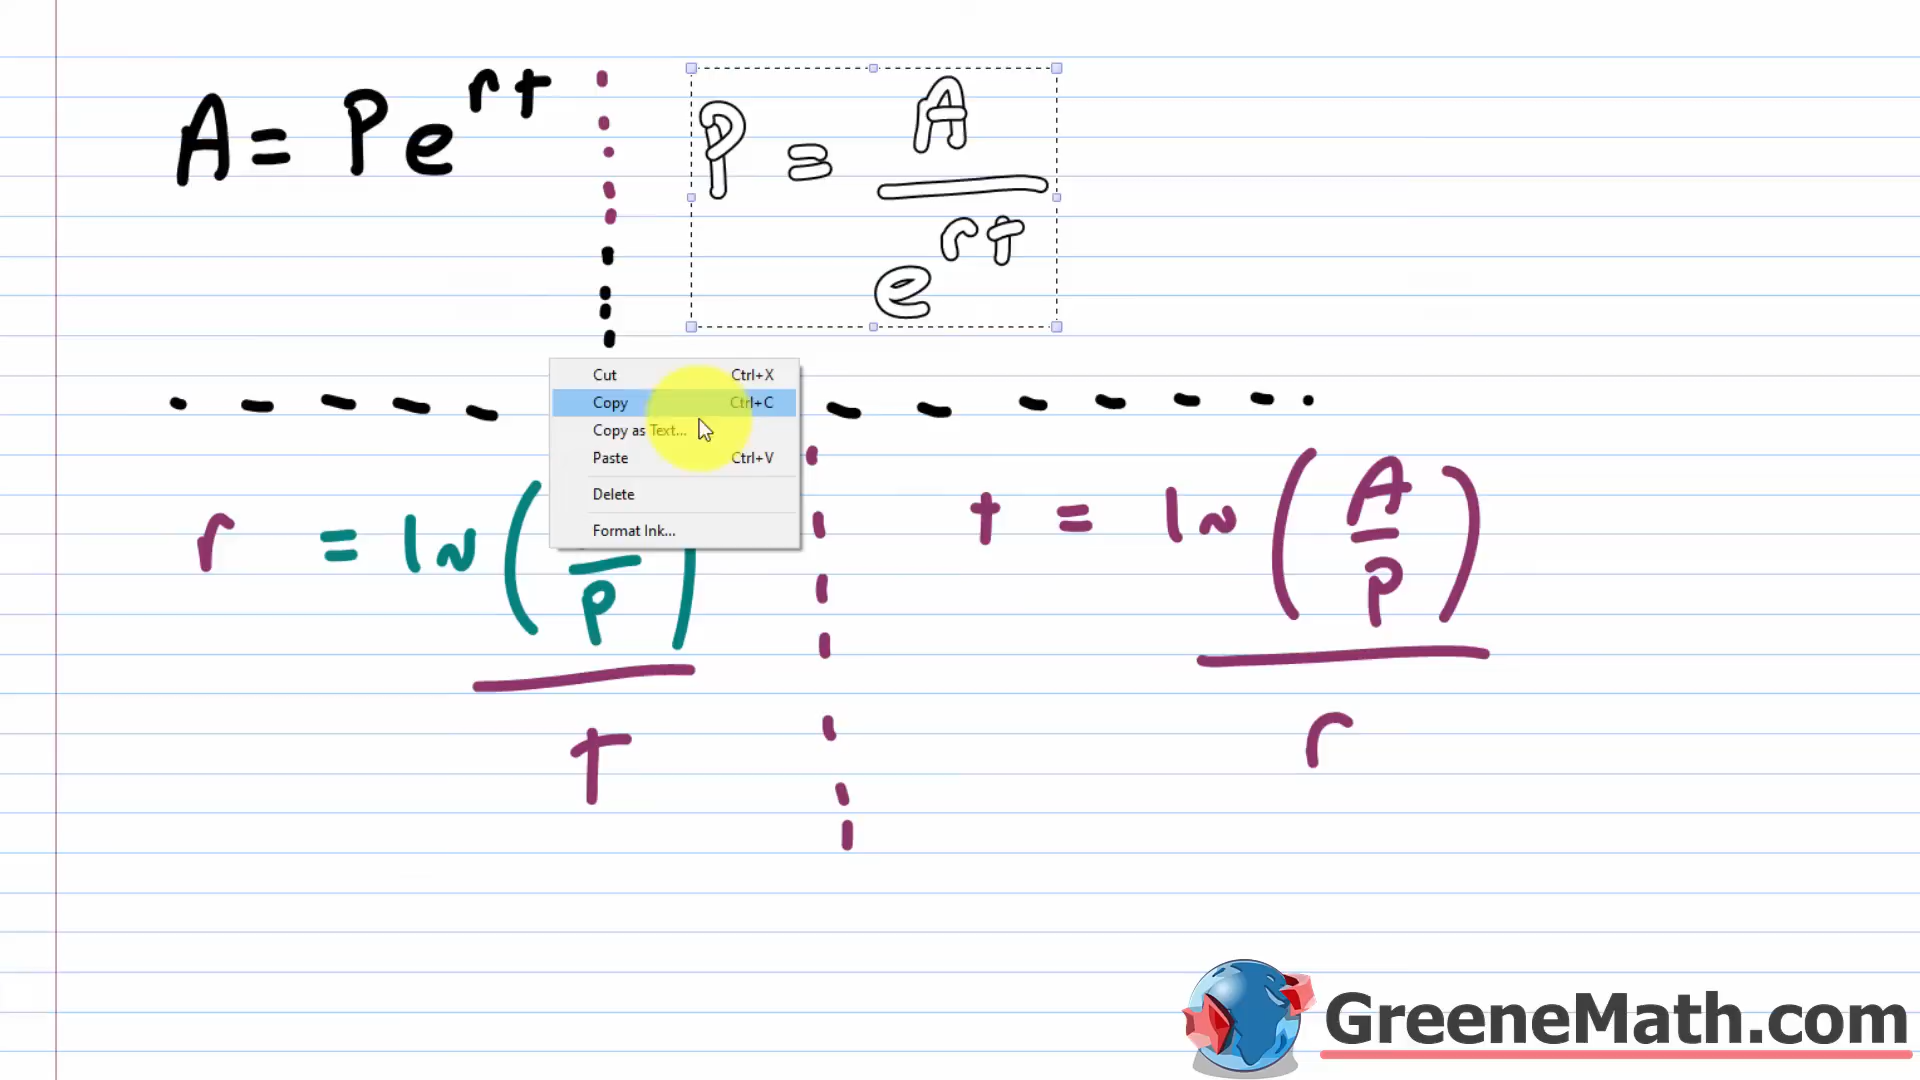 A = Pe^{rt}
P = A / e^{rt}
Cut Ctrl+X
Copy Ctrl+C
Copy as Text...
Paste Ctrl+V
Delete
Format Ink...
r = ln( / P) / T
t = ln(A / P) / r
GreeneMath.com